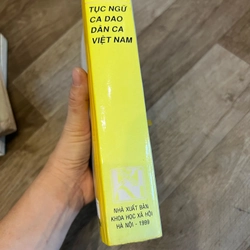 TỤC NGỮ
CA DAO
DÂN CA
VIỆT NAM
NHÀ XUẤT BẢN
KHOA HỌC XÃ HỘI
HÀ NỘI - 1999